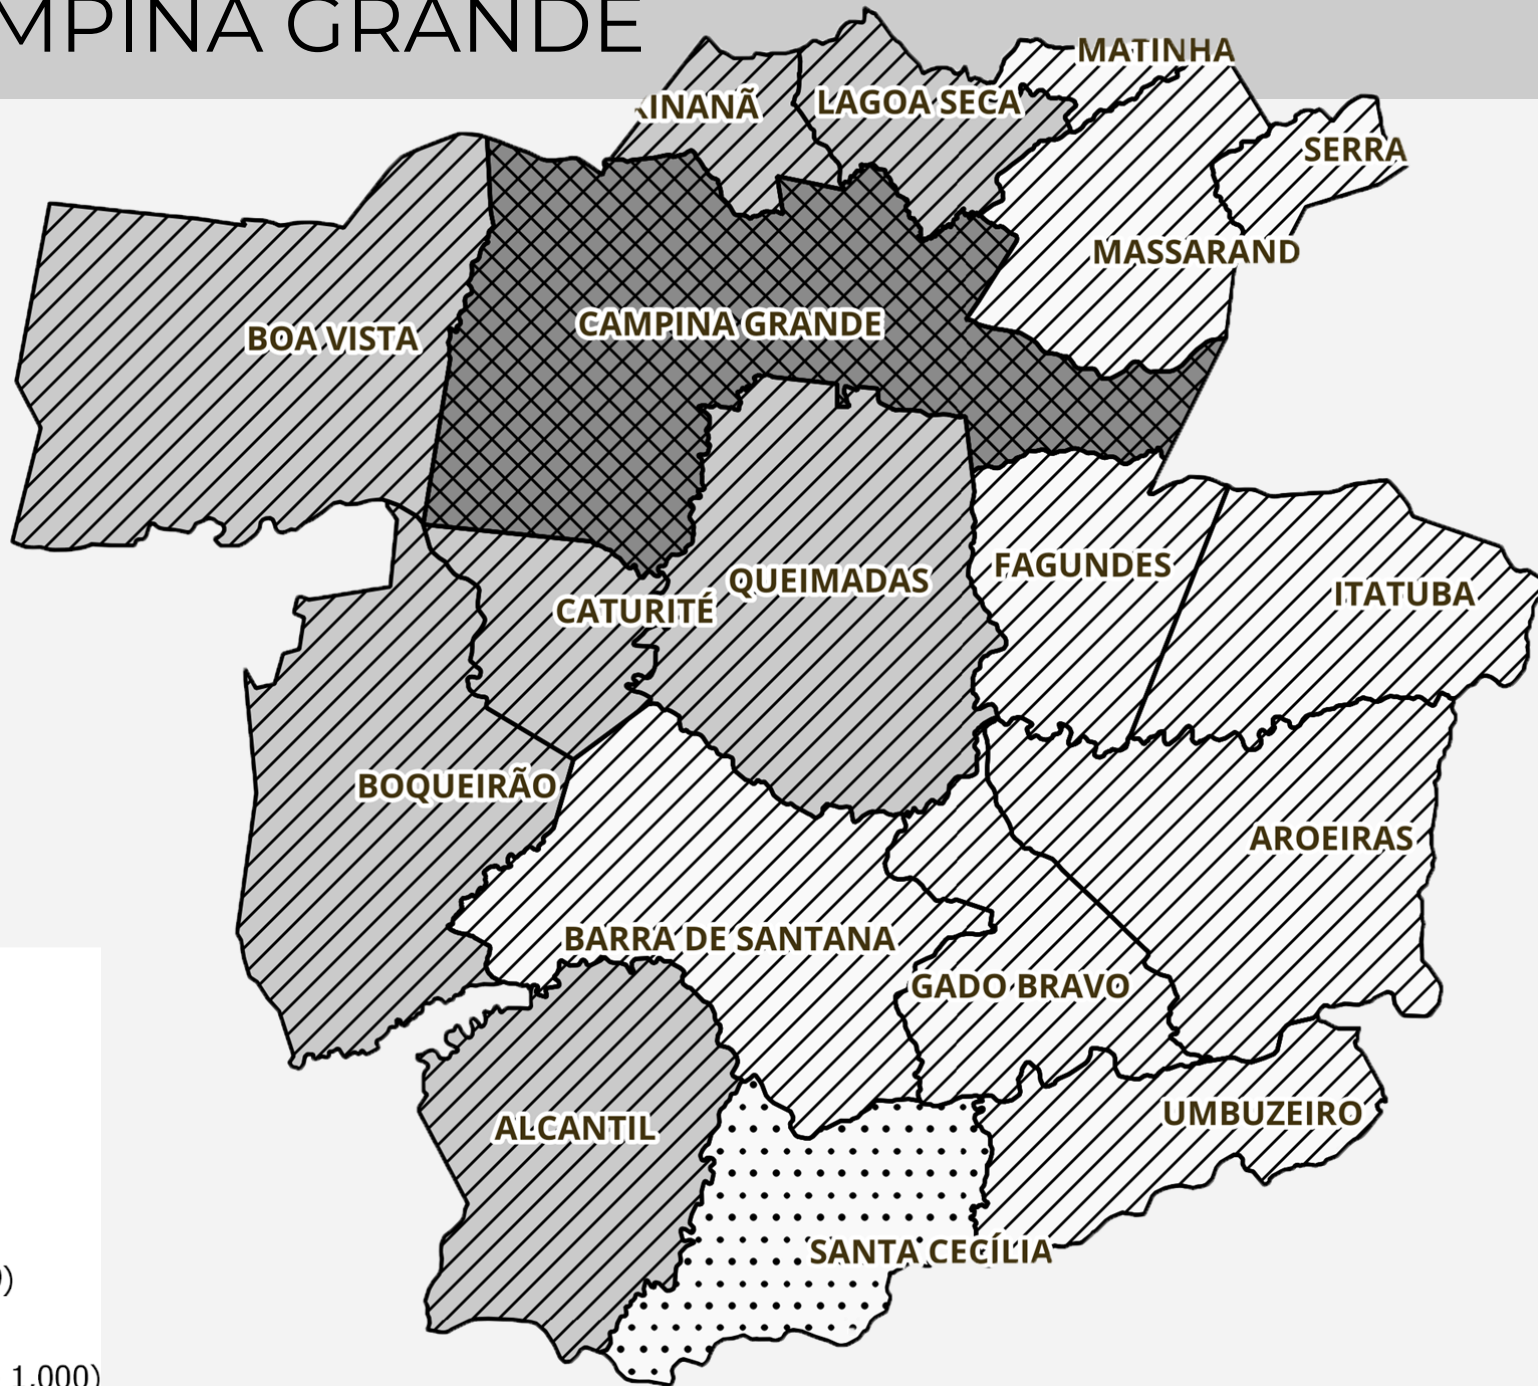 MPINA GRANDE
MATINHA
LAGOA SECA
XINANÃ
SERRA
MASSARAND
CAMPINA GRANDE
BOA VISTA
FAGUNDES
QUEIMADAS
ITATUBA
CATURITÉ
BOQUEIRÃO
AROEIRAS
BARRA DE SANTANA
GADO BRAVO
UMBUZEIRO
ALCANTIL
SANTA CECÍLIA
)
1,000)